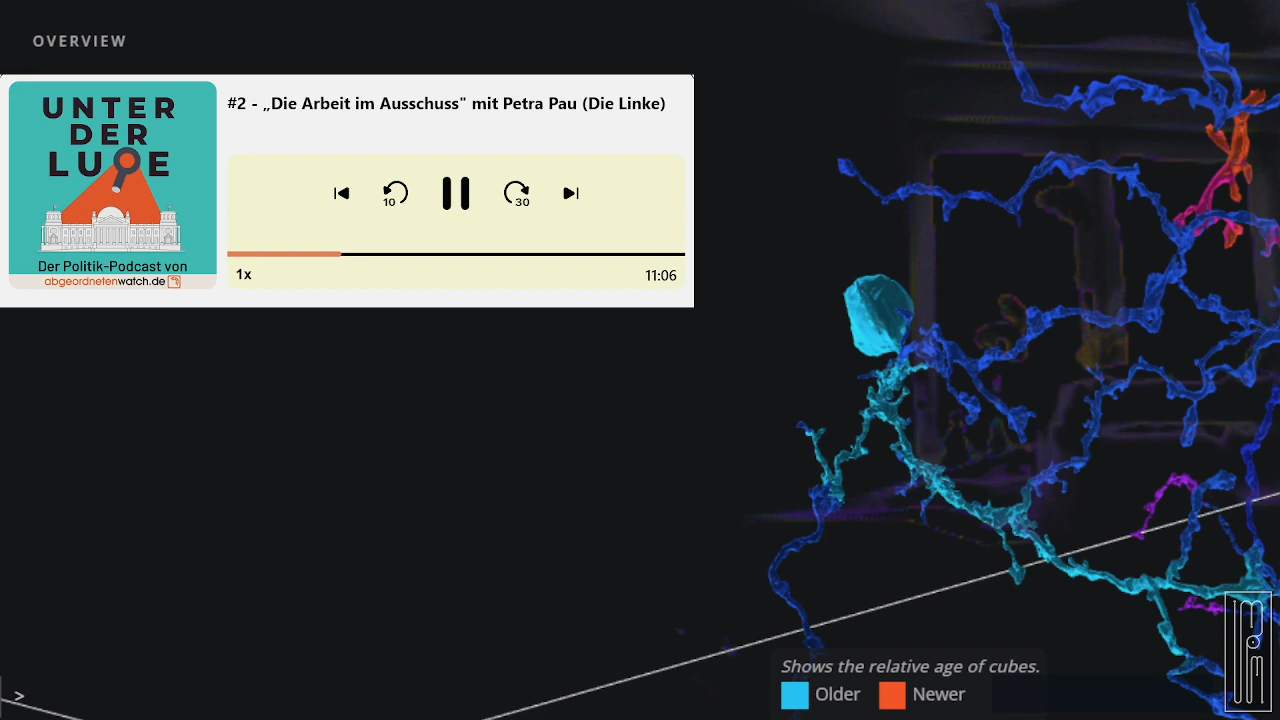 OVERVIEW
UNTER
DER
LUPE
Der Politik-Podcast von
abgeordnetenwatch.de
#2 - „Die Arbeit im Ausschuss" mit Petra Pau (Die Linke)
10
30
1x
11:06
>
Shows the relative age of cubes.
Older
Newer